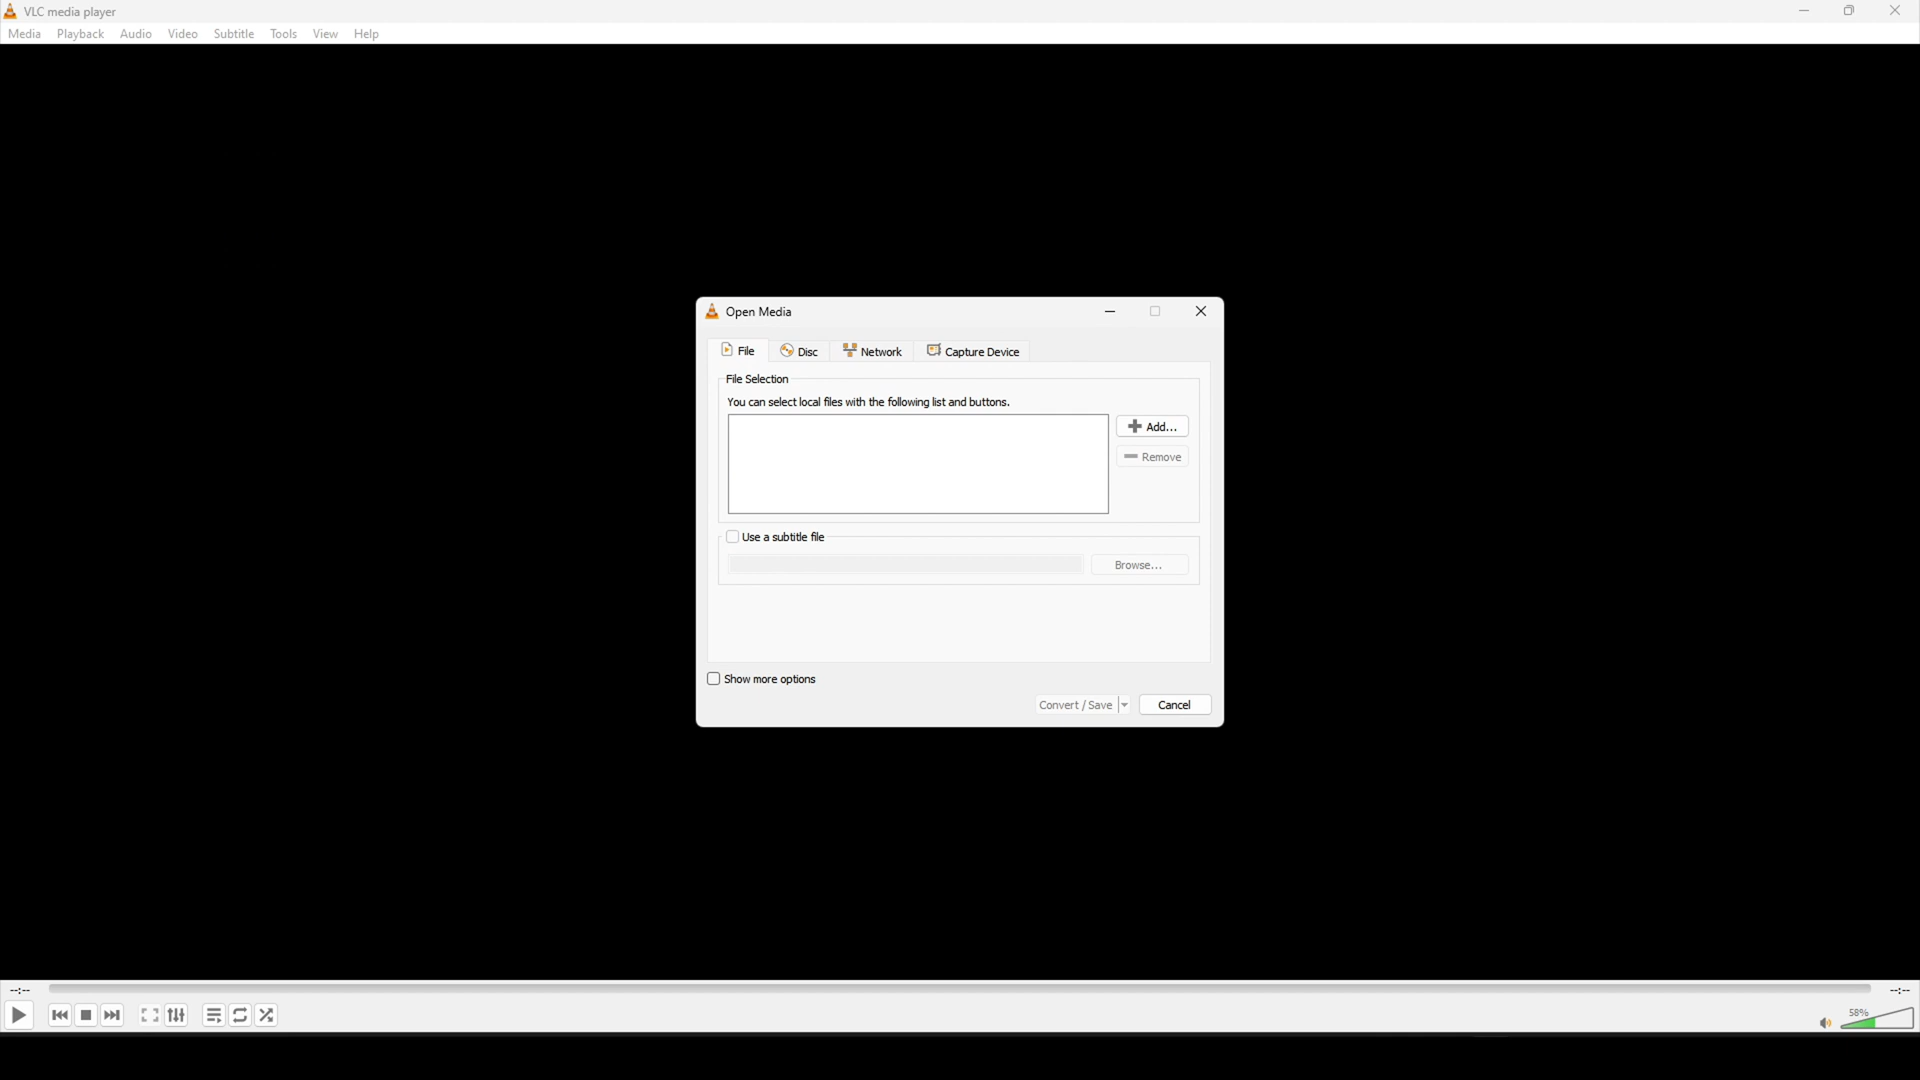 VLC media player
Media Playback Audio Video Subtitle Tools View Help
Open Media
File Disc Network Capture Device
File Selection
You can select local files with the following list and buttons.
Add...
Remove
Use a subtitle file
Browse...
Show more options
Convert / Save Cancel
--:-- --:--
58%